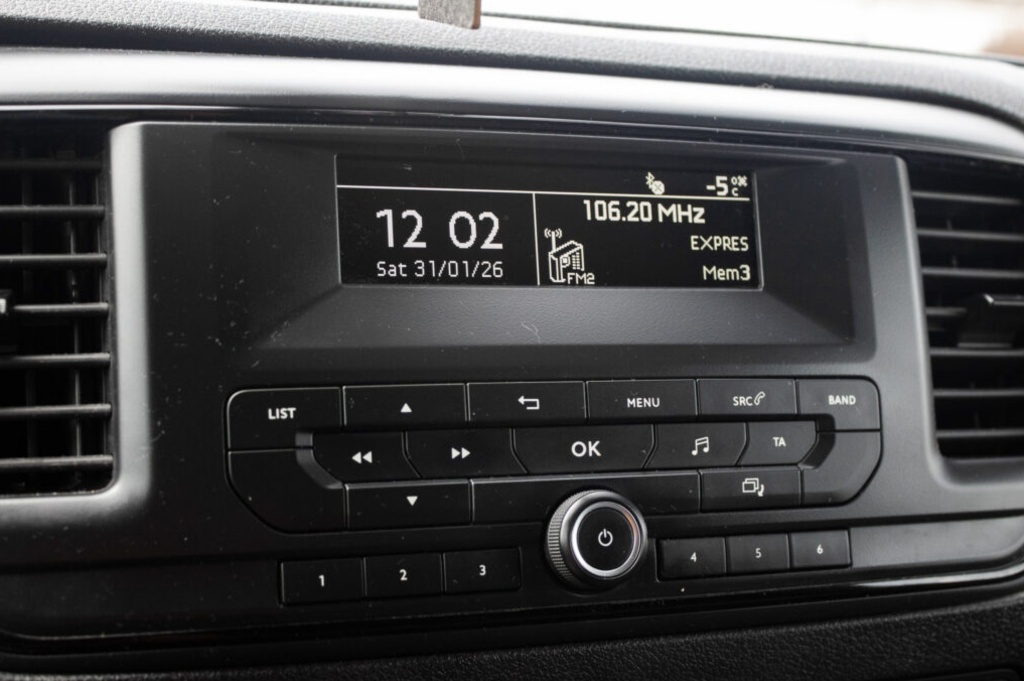 -5°C
106.20 MHz
12 02
EXPRES
Sat 31/01/26
FM2
Mem3
LIST
MENU
SRC
BAND
OK
TA
1
2
3
4
5
6